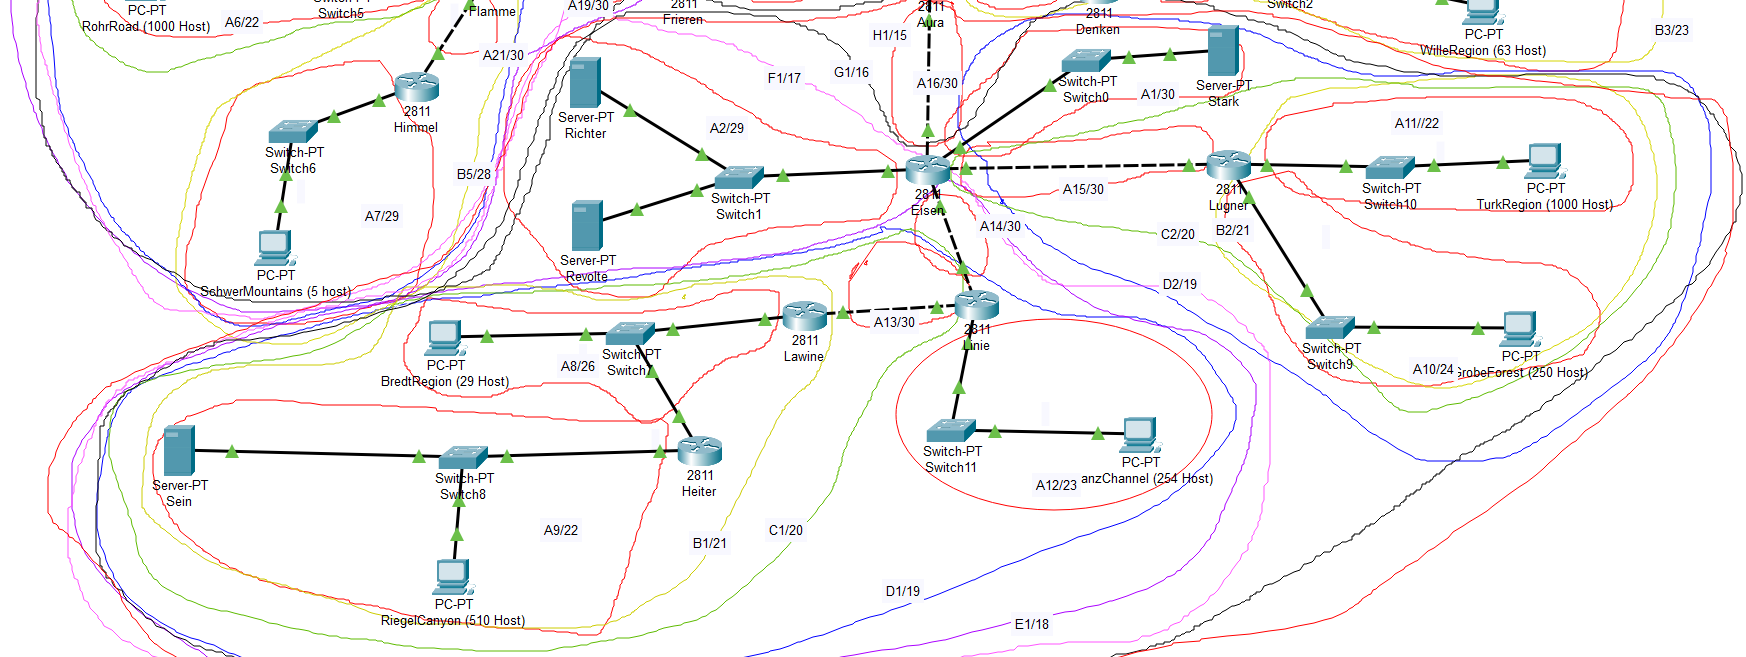 PC-PT
RohrRoad (1000 Host)
A6/22
Switch5
Flamme
A19/30
2811
Frieren
2811
Aura
H1/15
2811
Denken
Switch2
PC-PT
WilleRegion (63 Host)
B3/23
A21/30
2811
Himmel
Switch-PT
Switch6
PC-PT
SchwerMountains (5 host)
A7/29
B5/28
Server-PT
Richter
F1/17
G1/16
A2/29
A16/30
Switch-PT
Switch0
A1/30
Server-PT
Stark
Switch-PT
Switch1
Server-PT
Revolte
2811
Eisen
A15/30
A14/30
2811
Lugner
B2/21
C2/20
A11//22
Switch-PT
Switch10
PC-PT
TurkRegion (1000 Host)
D2/19
Switch-PT
Switch9
A10/24
PC-PT
robeForest (250 Host)
PC-PT
BredtRegion (29 Host)
A8/26
Switch-PT
Switch
2811
Lawine
A13/30
2811
Linie
Switch-PT
Switch11
A12/23
PC-PT
anzChannel (254 Host)
Server-PT
Sein
Switch-PT
Switch8
2811
Heiter
A9/22
B1/21
C1/20
PC-PT
RiegelCanyon (510 Host)
D1/19
E1/18